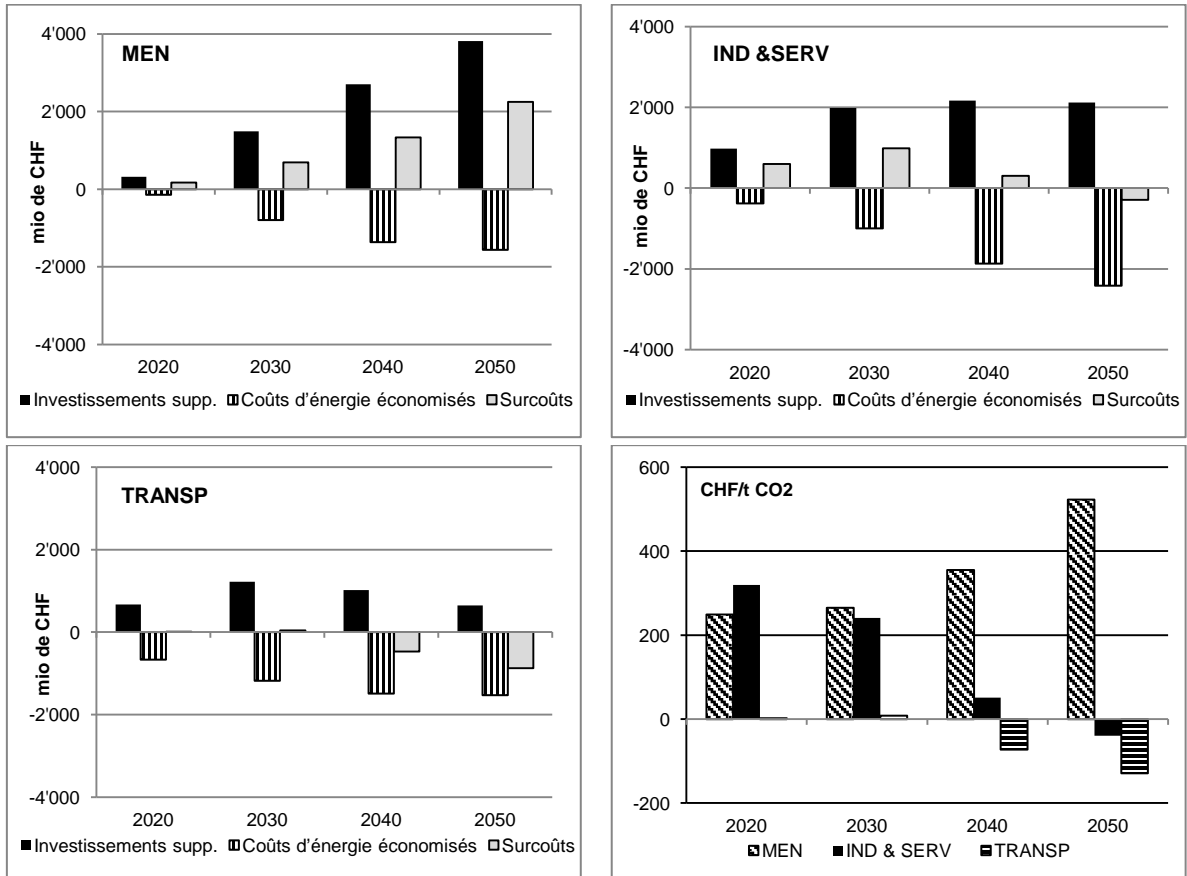 MEN
mio de CHF
4'000
2'000
0
-2'000
-4'000
2020 2030 2040 2050
■Investissements supp. ▥Coûts d'énergie économisés □Surcoûts
IND &SERV
mio de CHF
4'000
2'000
0
-2'000
-4'000
2020 2030 2040 2050
■Investissements supp. ▥Coûts d'énergie économisés □Surcoûts
TRANSP
mio de CHF
4'000
2'000
0
-2'000
-4'000
2020 2030 2040 2050
■Investissements supp. ▥Coûts d'énergie économisés □Surcoûts
CHF/t CO2
600
400
200
0
-200
2020 2030 2040 2050
▧MEN ■IND & SERV ▤TRANSP